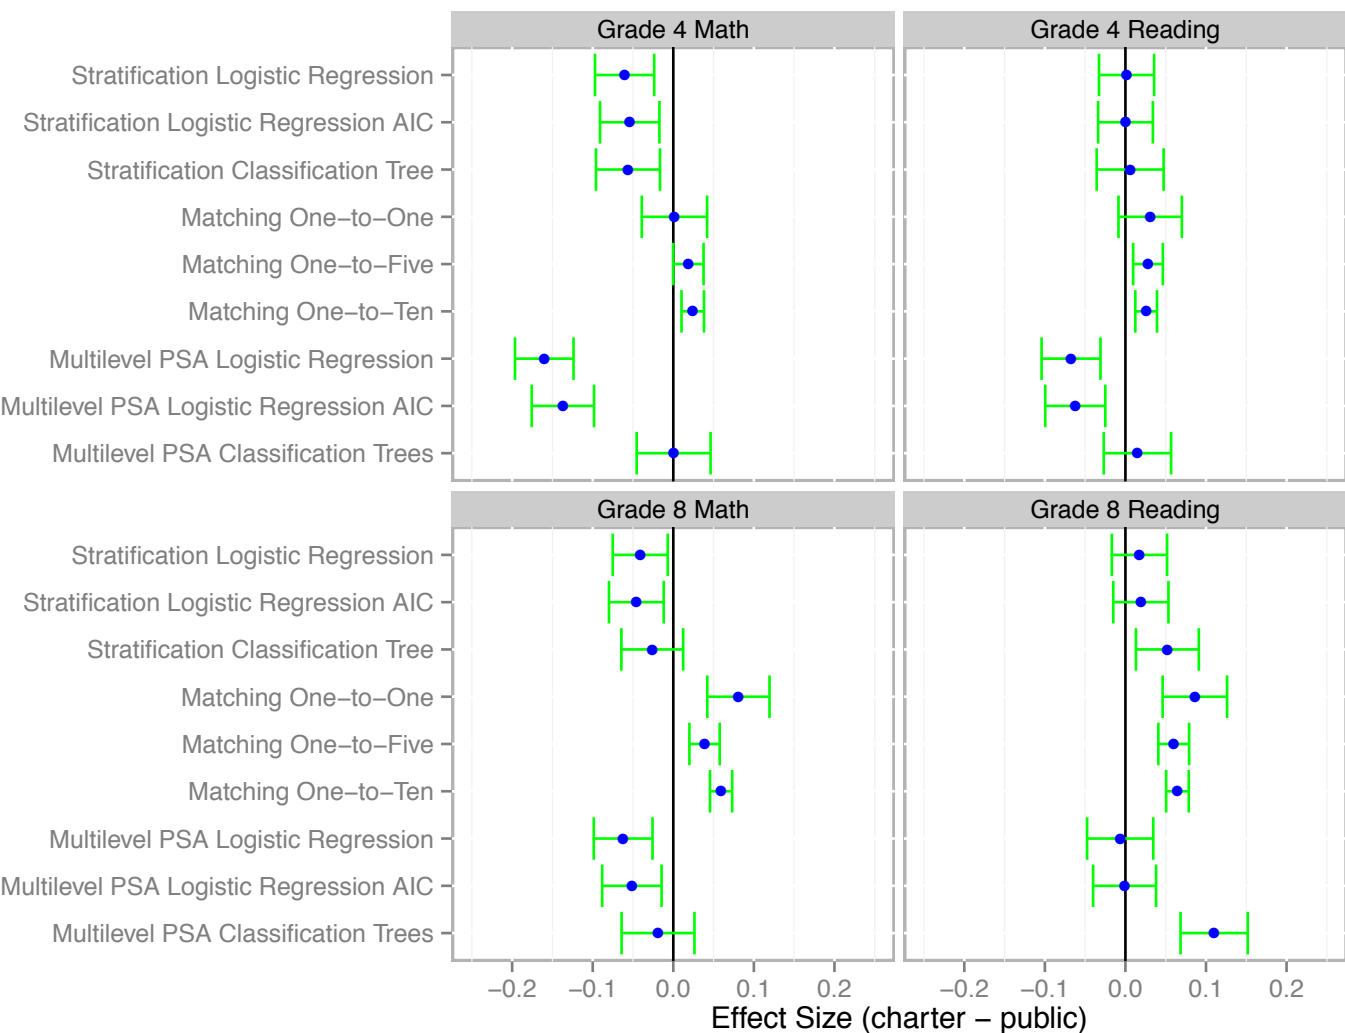 Grade 4 Math
Grade 4 Reading
Stratification Logistic Regression
Stratification Logistic Regression AIC
Stratification Classification Tree
Matching One−to−One
Matching One−to−Five
Matching One−to−Ten
Multilevel PSA Logistic Regression
Multilevel PSA Logistic Regression AIC
Multilevel PSA Classification Trees
Grade 8 Math
Grade 8 Reading
Stratification Logistic Regression
Stratification Logistic Regression AIC
Stratification Classification Tree
Matching One−to−One
Matching One−to−Five
Matching One−to−Ten
Multilevel PSA Logistic Regression
Multilevel PSA Logistic Regression AIC
Multilevel PSA Classification Trees
−0.2 −0.1 0.0 0.1 0.2
−0.2 −0.1 0.0 0.1 0.2
Effect Size (charter − public)